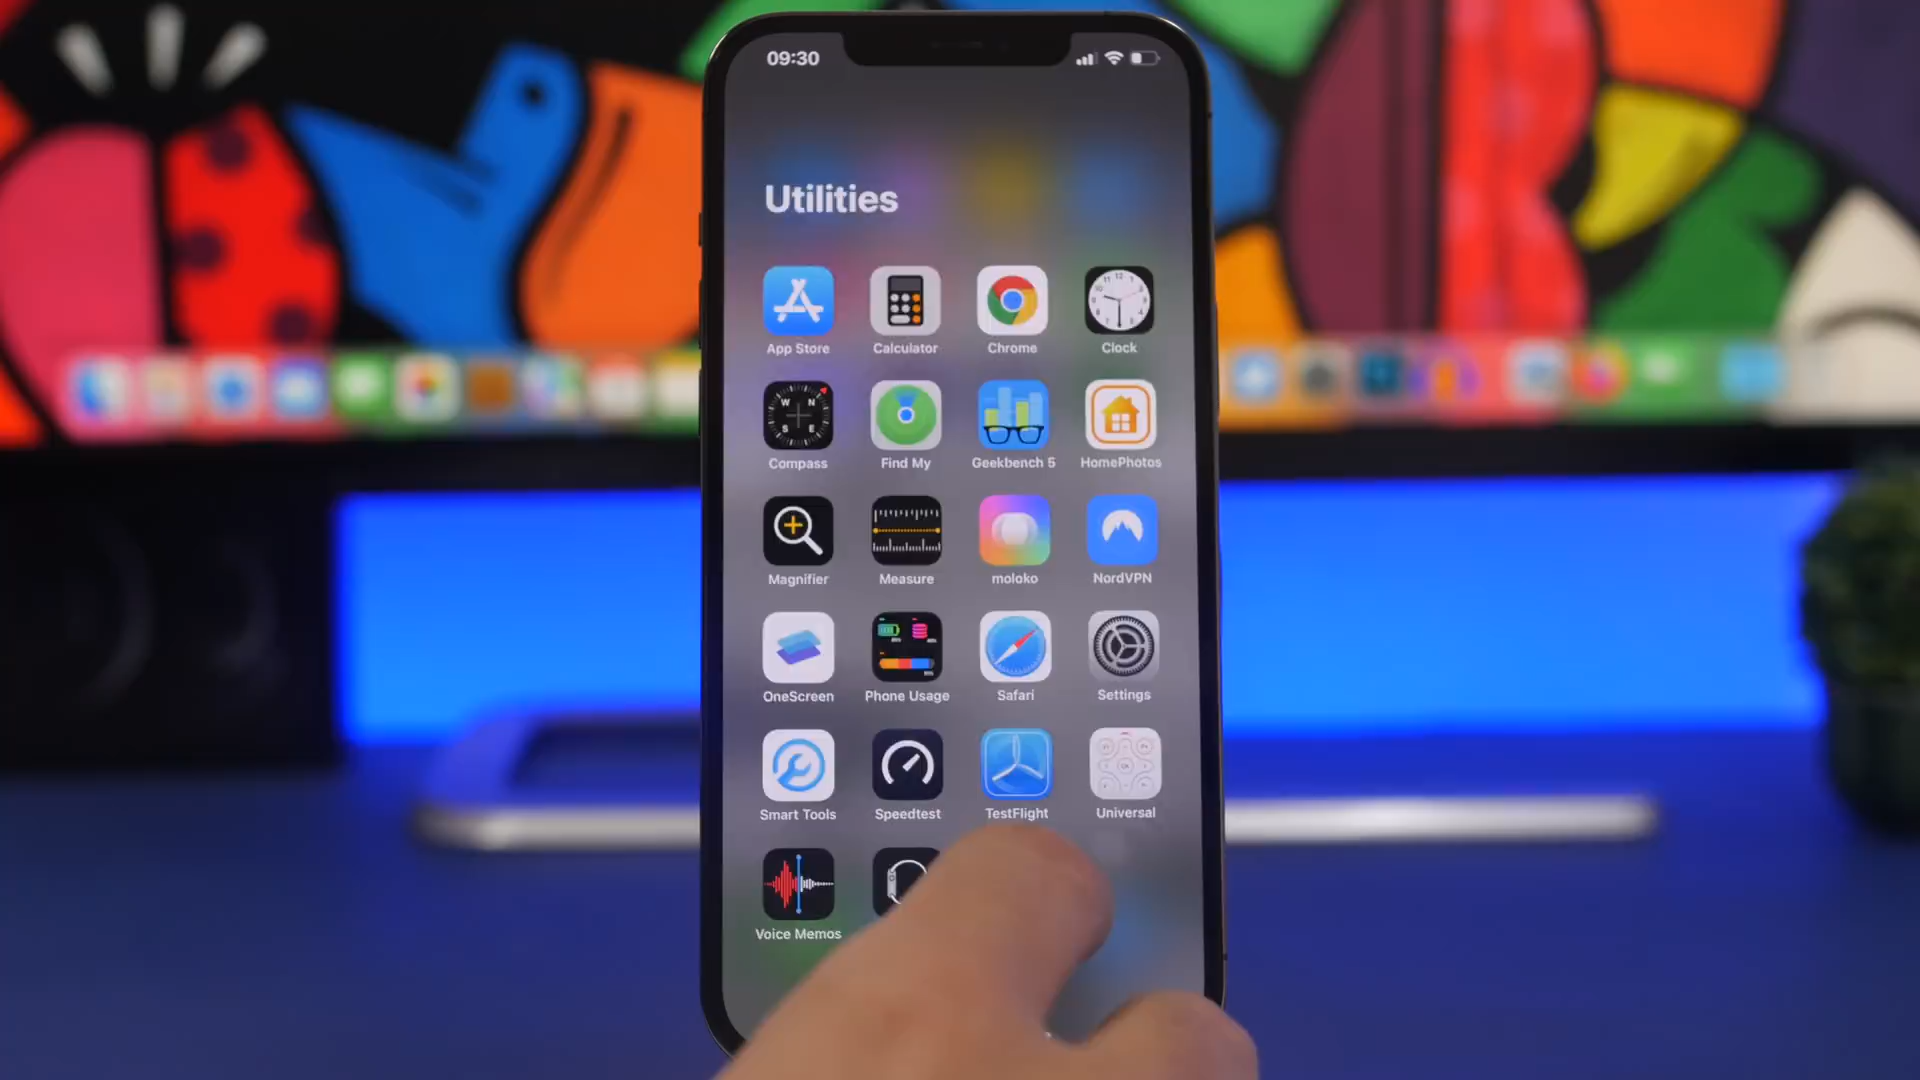 09:30
Utilities
App Store Calculator Chrome Clock
Compass Find My Geekbench 5 HomePhotos
Magnifier Measure moloko NordVPN
OneScreen Phone Usage Safari Settings
Smart Tools Speedtest TestFlight Universal
Voice Memos